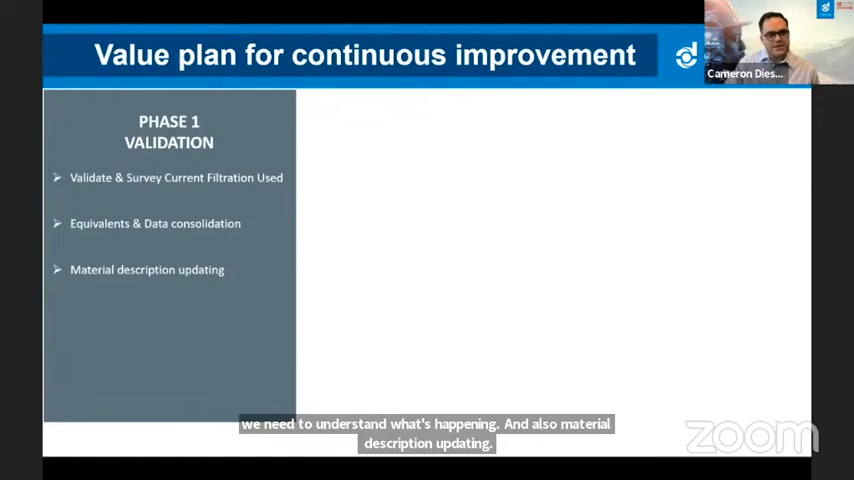 Value plan for continuous improvement
Cameron Dies...
PHASE 1
VALIDATION
Validate & Survey Current Filtration Used
Equivalents & Data consolidation
Material description updating
we need to understand what's happening. And also material
description updating.
zoom